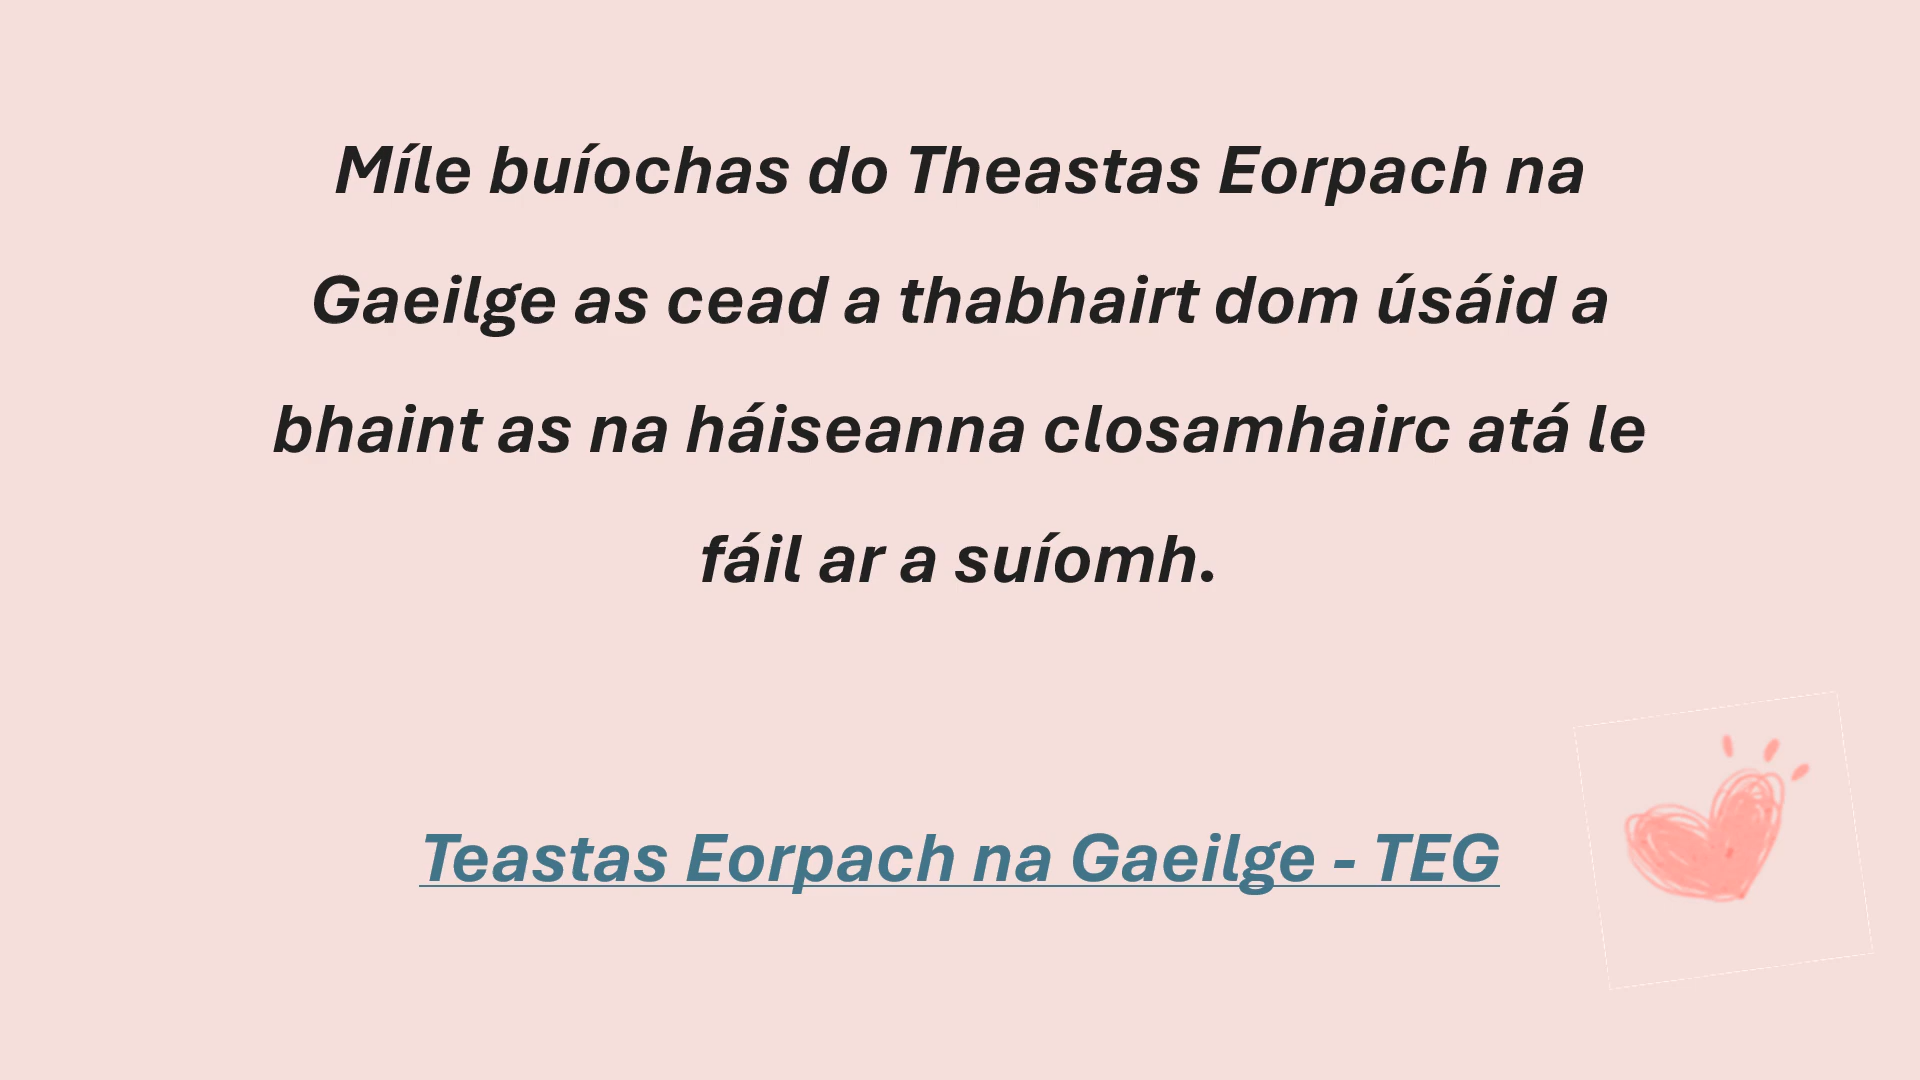 Míle buíochas do Theastas Eorpach na
Gaeilge as cead a thabhairt dom úsáid a
bhaint as na háiseanna closamhairc atá le
fáil ar a suíomh.
Teastas Eorpach na Gaeilge - TEG